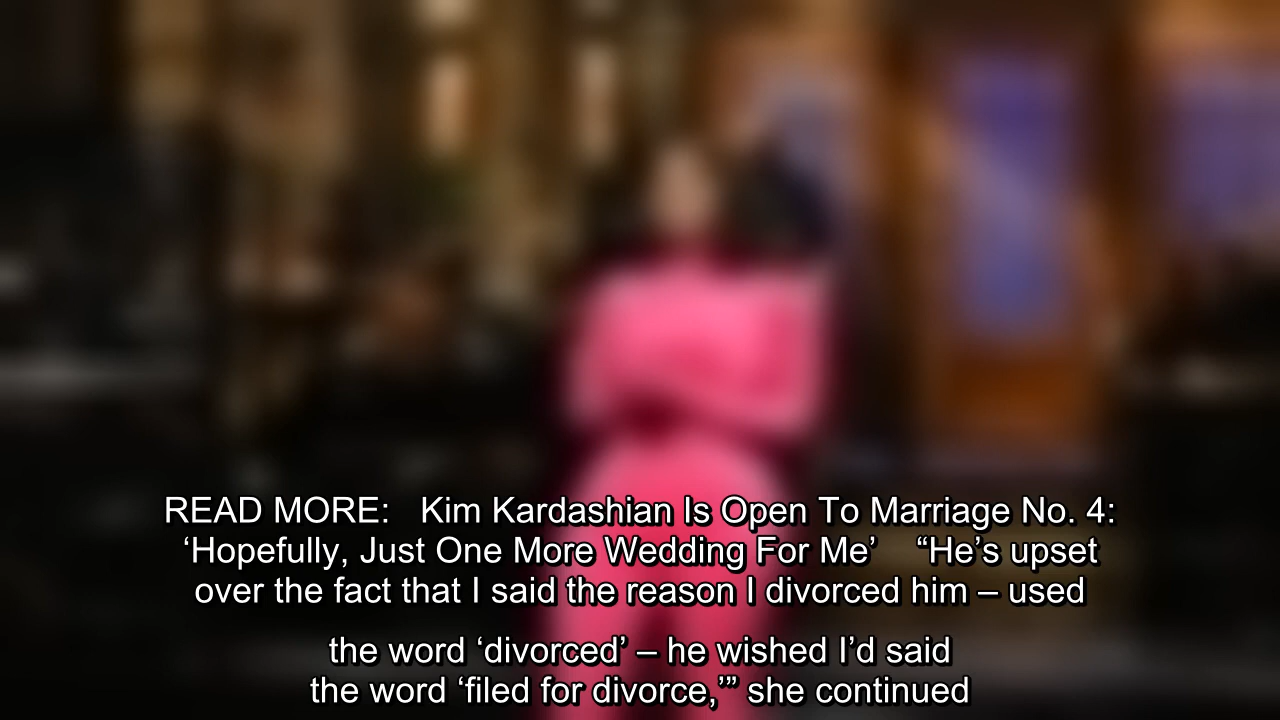 READ MORE:   Kim Kardashian Is Open To Marriage No. 4:
‘Hopefully, Just One More Wedding For Me’    “He’s upset
over the fact that I said the reason I divorced him – used
the word ‘divorced’ – he wished I’d said
the word ‘filed for divorce,’” she continued